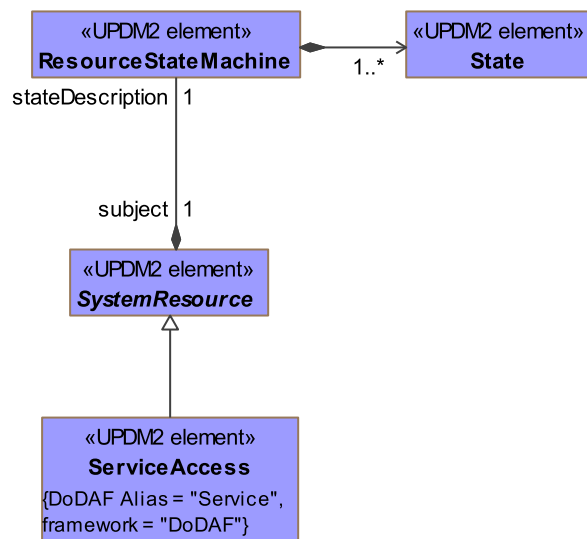 «UPDM2 element»
ResourceStateMachine
«UPDM2 element»
State
1..*
stateDescription
1
subject
1
«UPDM2 element»
SystemResource
«UPDM2 element»
ServiceAccess
{DoDAF Alias = "Service",
framework = "DoDAF"}